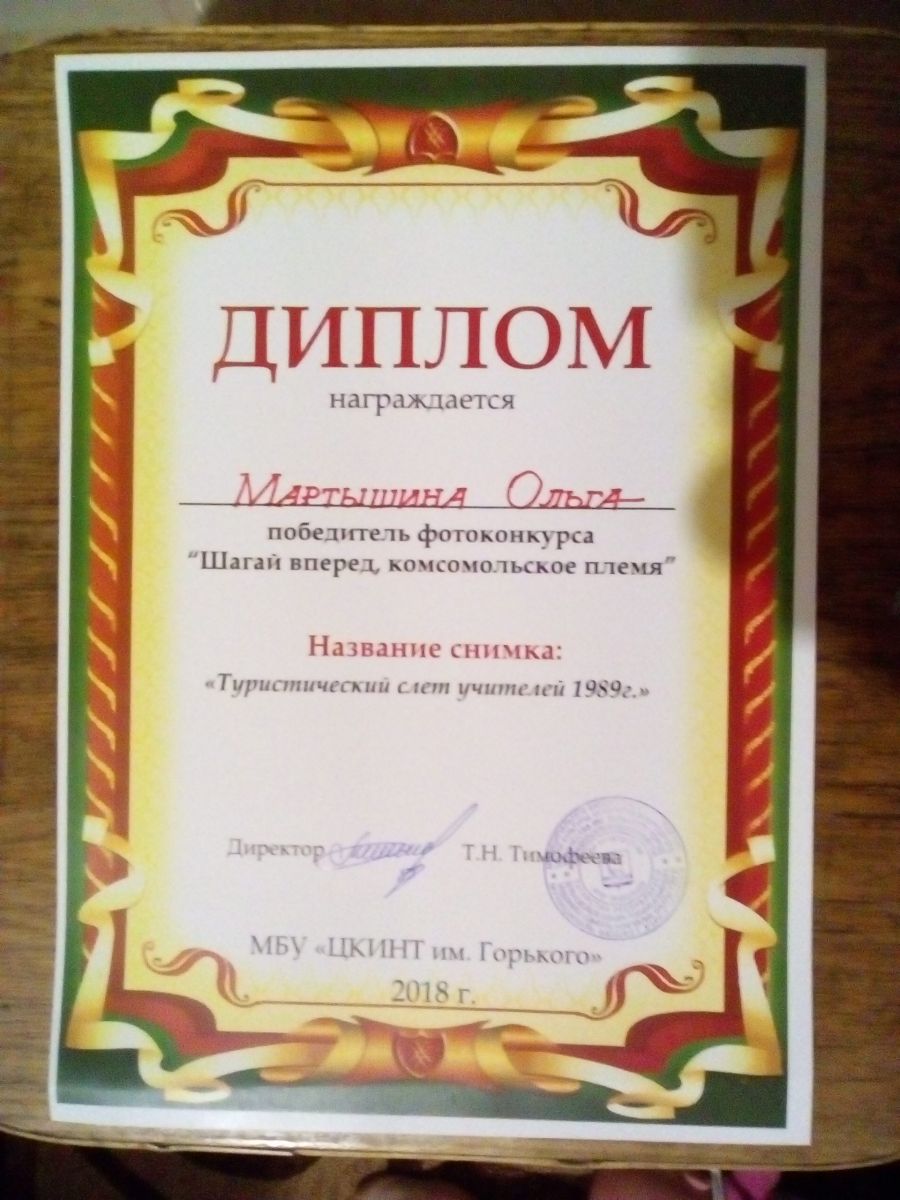 ДИПЛОМ
награждается
Мартышина Ольга
победитель фотоконкурса
"Шагай вперед, комсомольское племя"
Название снимка:
«Туристический слет учителей 1989г.»
Директор Т.Н. Тимофеева
МБУ «ЦКИНТ им. Горького»
2018 г.